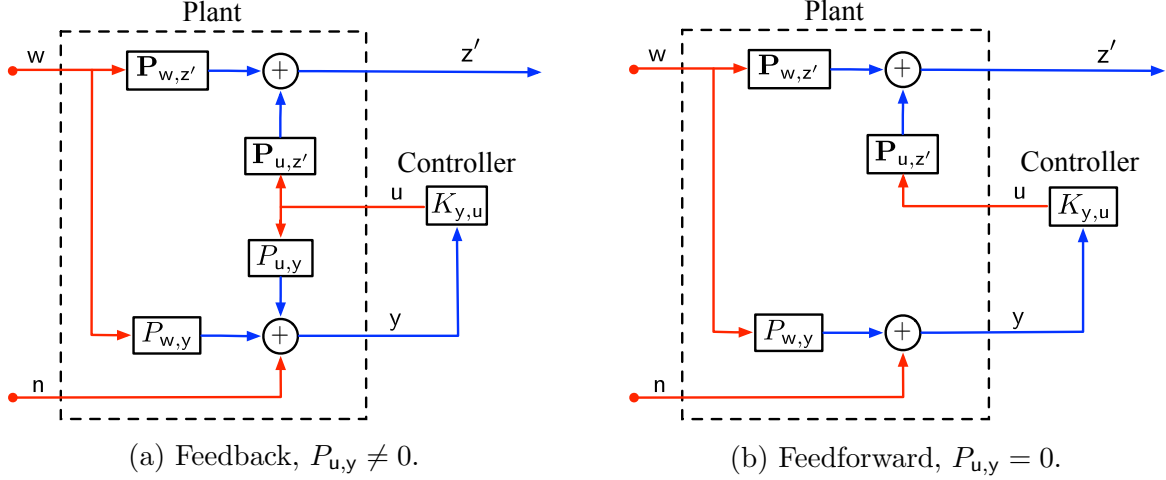 Plant
w
P_{w,z′}
+
z′
P_{u,z′}
Controller
u
K_{y,u}
P_{u,y}
y
P_{w,y}
+
n
(a) Feedback, P_{u,y} ≠ 0.
Plant
w
P_{w,z′}
+
z′
P_{u,z′}
Controller
u
K_{y,u}
y
P_{w,y}
+
n
(b) Feedforward, P_{u,y} = 0.